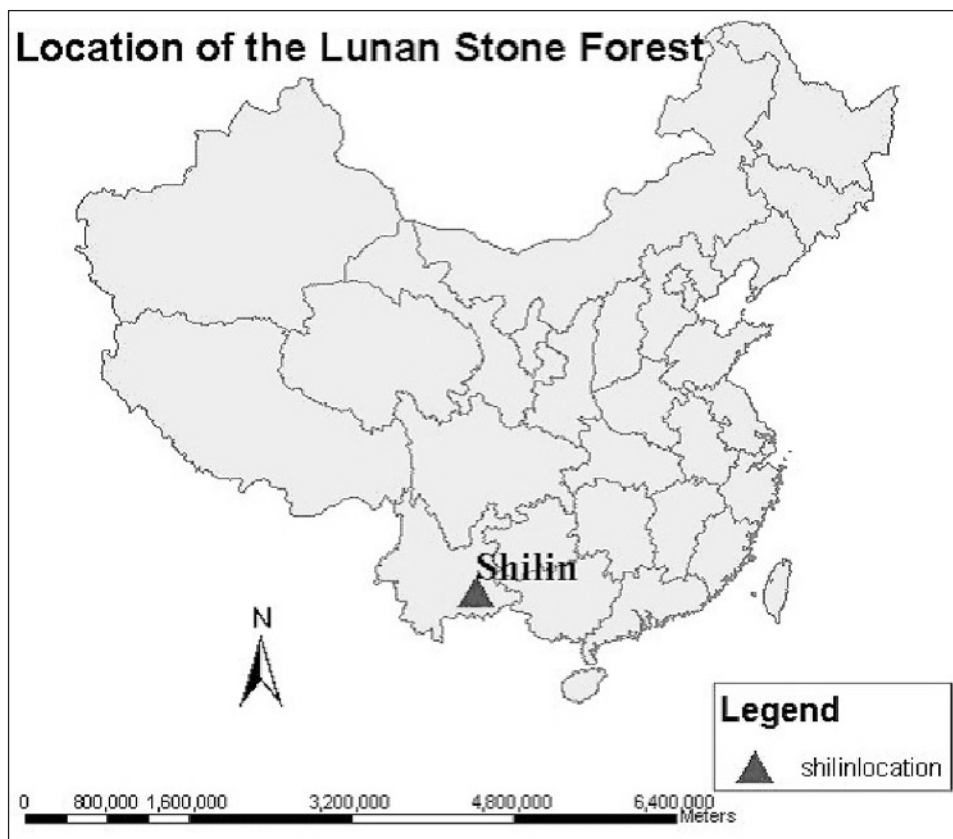 Location of the Lunan Stone Forest
Shilin
N
Legend
shilinlocation
0 800,000 1,600,000 3,200,000 4,800,000 6,400,000
Meters